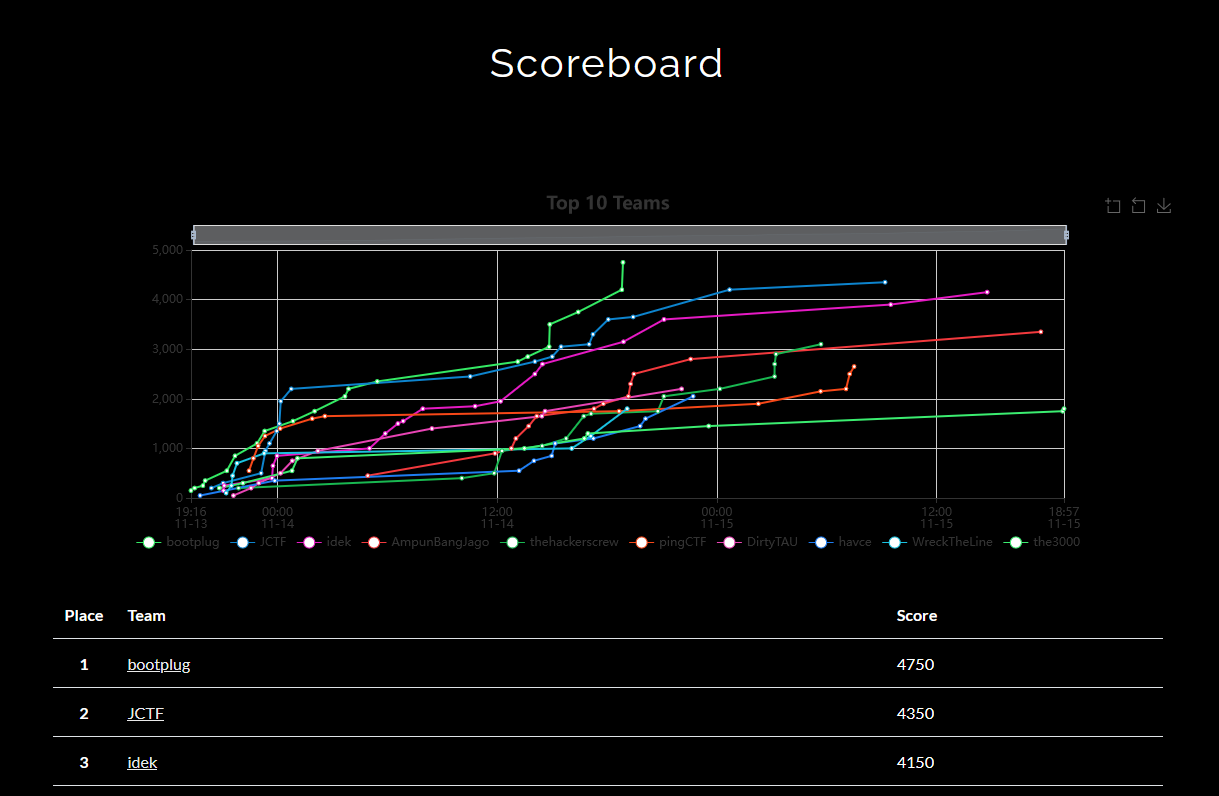 Scoreboard
Top 10 Teams
5,000
4,000
3,000
2,000
1,000
0
19:16 00:00 12:00 00:00 12:00 18:57
11-13 11-14 11-14 11-15 11-15 11-15
bootplug JCTF idek AmpunBangJago thehackerscrew pingCTF DirtyTAU havce WreckTheLine the3000
Place Team Score
1 bootplug 4750
2 JCTF 4350
3 idek 4150